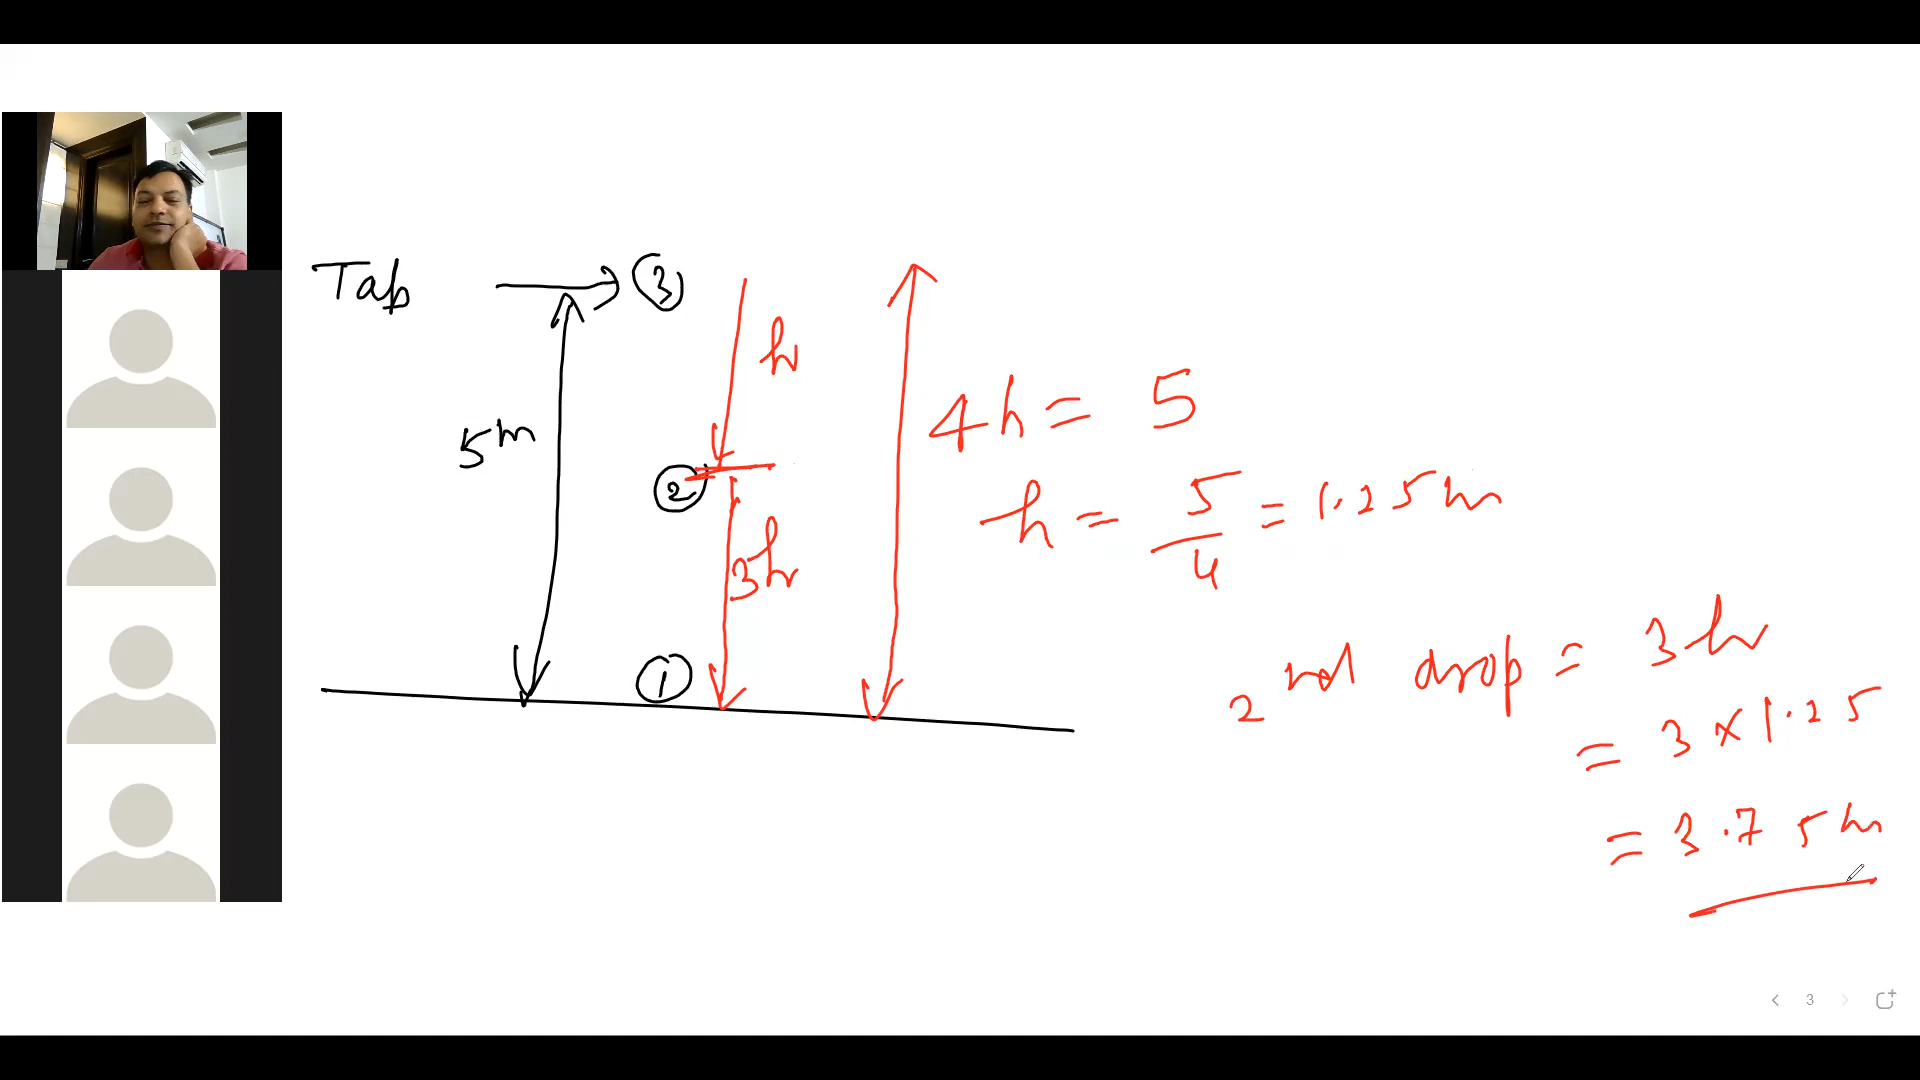 Tap
3
h
5m
4h = 5
2
h = 5/4 = 1.25m
3h
1
2nd drop = 3h
= 3 x 1.25
= 3.75m
3